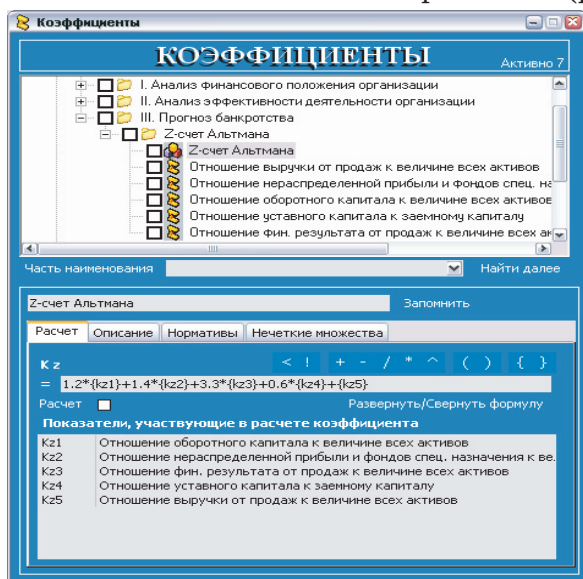 Коэффициенты
КОЭФФИЦИЕНТЫ
Активно 7
I. Анализ финансового положения организации
II. Анализ эффективности деятельности организации
III. Прогноз банкротства
Z-счет Альтмана
Z-счет Альтмана
Отношение выручки от продаж к величине всех активов
Отношение нераспределенной прибыли и фондов спец. на
Отношение оборотного капитала к величине всех активов
Отношение уставного капитала к заемному капиталу
Отношение фин. результата от продаж к величине всех ак
Часть наименования Найти далее
Z-счет Альтмана Запомнить
Расчет Описание Нормативы Нечеткие множества
K z < ! + - / * ^ ( ) { }
= 1.2*{kz1}+1.4*{kz2}+3.3*{kz3}+0.6*{kz4}+{kz5}
Расчет Развернуть/Свернуть формулу
Показатели, участвующие в расчете коэффициента
Kz1 Отношение оборотного капитала к величине всех активов
Kz2 Отношение нераспределенной прибыли и фондов спец. назначения к ве.
Kz3 Отношение фин. результата от продаж к величине всех активов
Kz4 Отношение уставного капитала к заемному капиталу
Kz5 Отношение выручки от продаж к величине всех активов